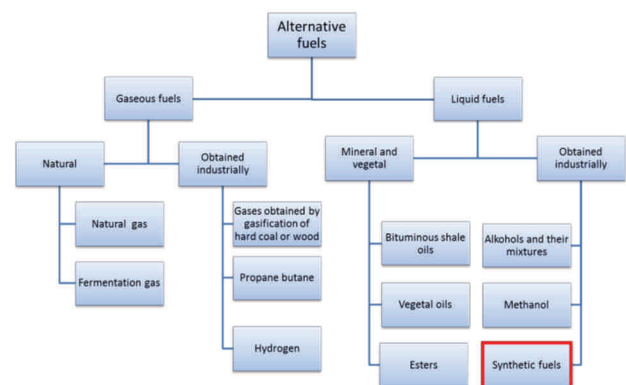 Alternative
fuels
Gaseous fuels
Liquid fuels
Natural
Obtained
industrially
Mineral and
vegetal
Obtained
industrially
Natural gas
Fermentation gas
Gases obtained by
gasification of
hard coal or wood
Propane butane
Hydrogen
Bituminous shale
oils
Vegetal oils
Esters
Alkohols and their
mixtures
Methanol
Synthetic fuels